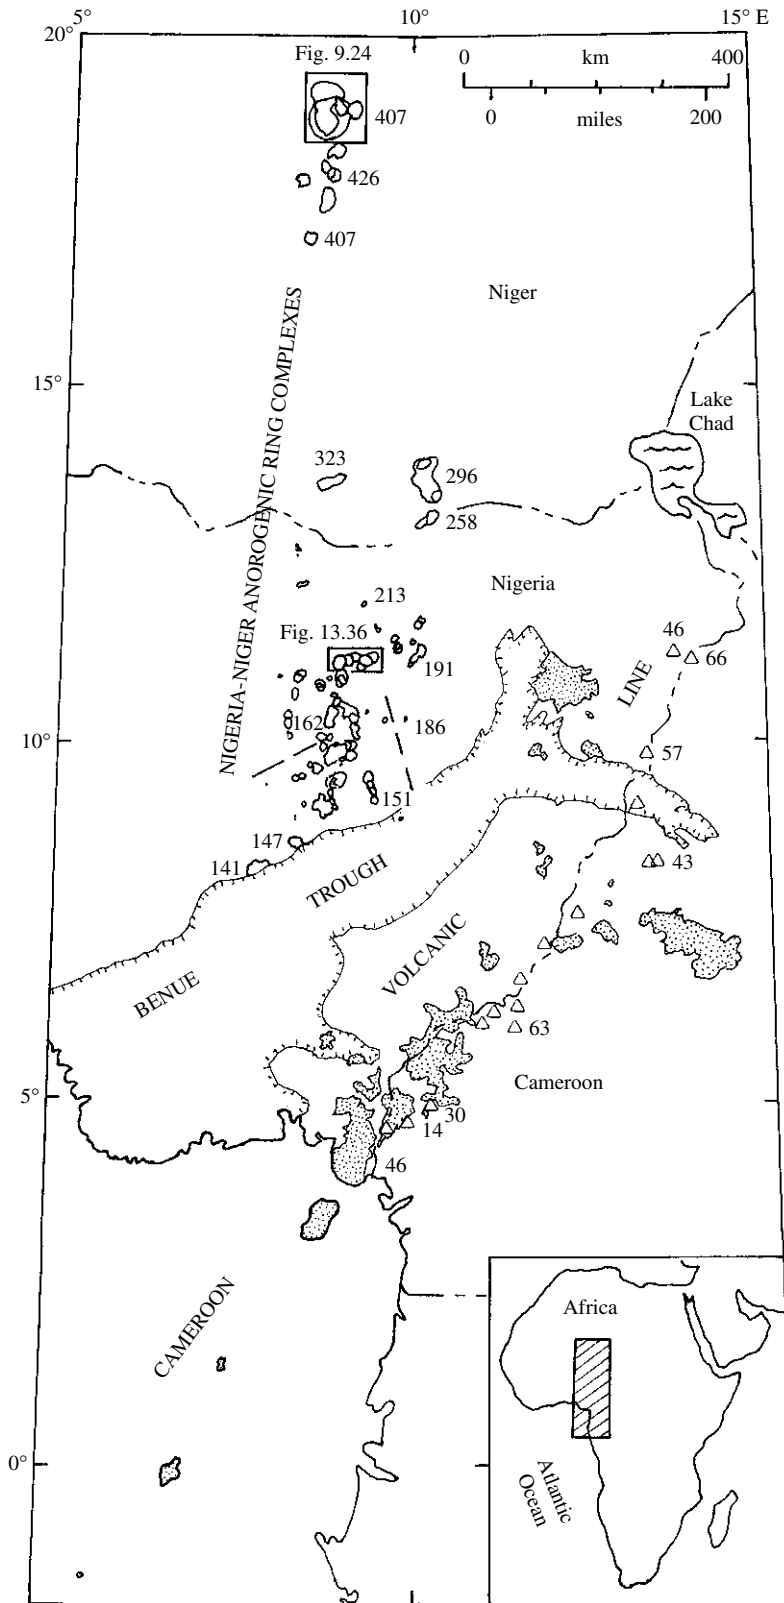 5°
10°
15° E
20°
Fig. 9.24
0
km
400
407
0
miles
200
426
407
Niger
NIGERIA-NIGER ANOROGENIC RING COMPLEXES
15°
Lake
Chad
323
296
258
213
Nigeria
Fig. 13.36
46
191
66
LINE
162
186
10°
57
151
147
141
43
TROUGH
VOLCANIC
BENUE
63
Cameroon
5°
30
14
46
CAMEROON
Africa
0°
Atlantic
Ocean